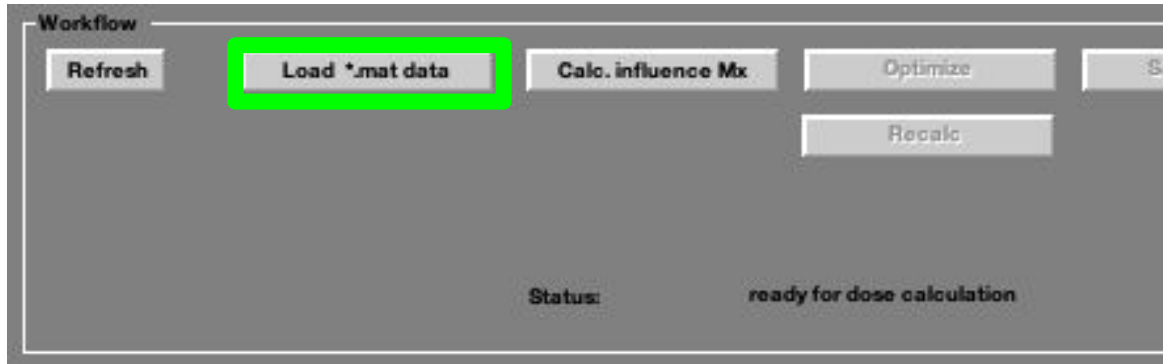 Workflow
Refresh
Load *.mat data
Calc. influence Mx
Optimize
Recalc
Status:
ready for dose calculation